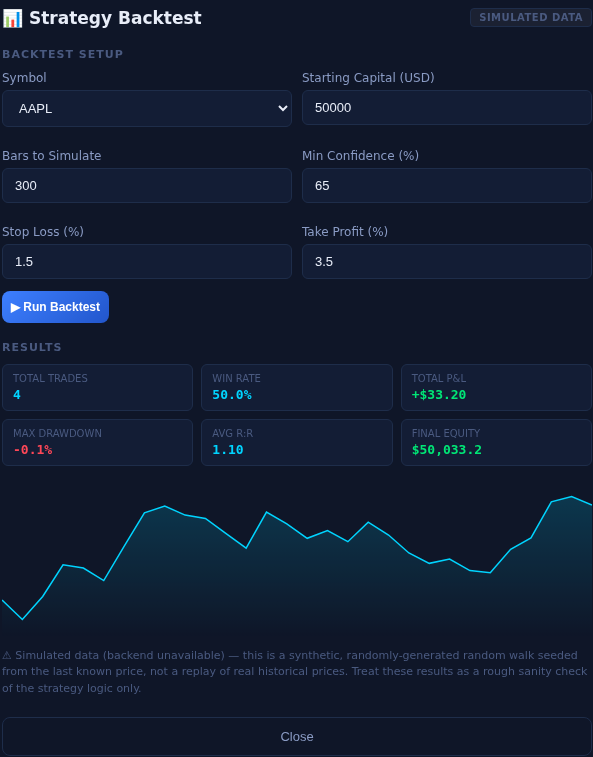 📊 Strategy Backtest
SIMULATED DATA
BACKTEST SETUP
Symbol
Starting Capital (USD)
AAPL
50000
Bars to Simulate
Min Confidence (%)
300
65
Stop Loss (%)
Take Profit (%)
1.5
3.5
▶ Run Backtest
RESULTS
TOTAL TRADES
4
WIN RATE
50.0%
TOTAL P&L
+$33.20
MAX DRAWDOWN
-0.1%
AVG R:R
1.10
FINAL EQUITY
$50,033.2
⚠ Simulated data (backend unavailable) — this is a synthetic, randomly-generated random walk seeded
from the last known price, not a replay of real historical prices. Treat these results as a rough sanity check
of the strategy logic only.
Close